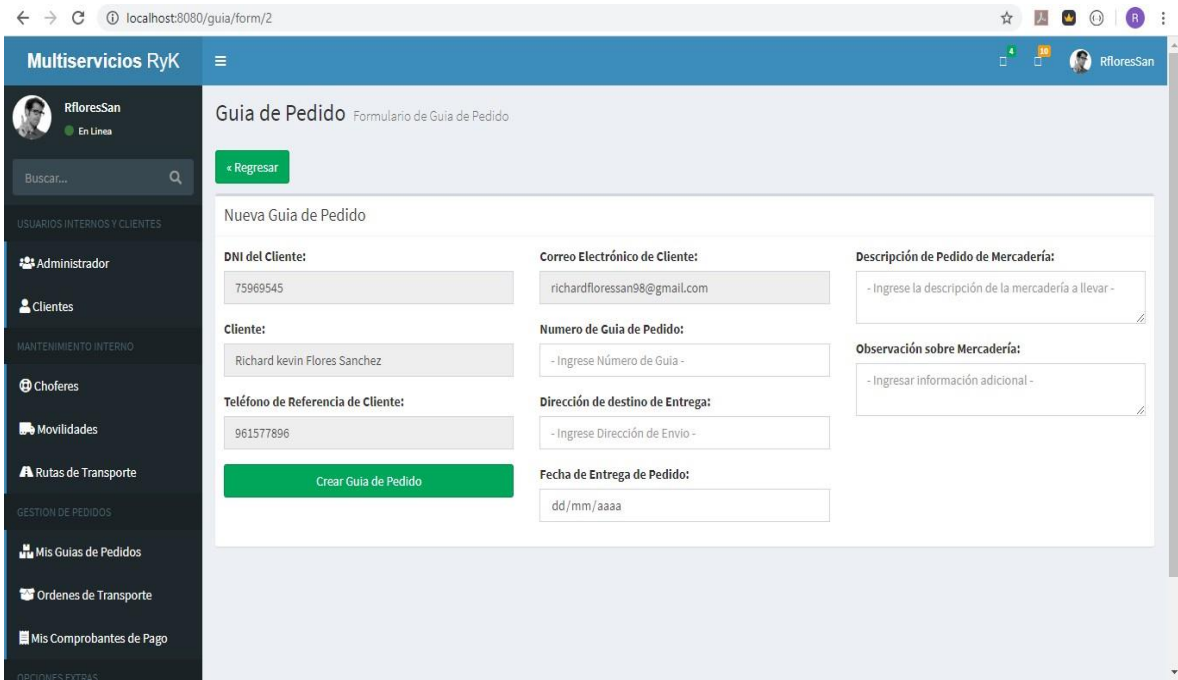 localhost:8080/guia/form/2
R
Multiservicios RyK
4
10
RfloresSan
RfloresSan
En Linea
Buscar...
USUARIOS INTERNOS Y CLIENTES
Administrador
Clientes
MANTENIMIENTO INTERNO
Choferes
Movilidades
Rutas de Transporte
GESTION DE PEDIDOS
Mis Guias de Pedidos
Ordenes de Transporte
Mis Comprobantes de Pago
OPCIONES EXTRAS
Guia de Pedido Formulario de Guia de Pedido
« Regresar
Nueva Guia de Pedido
DNI del Cliente:
75969545
Cliente:
Richard kevin Flores Sanchez
Teléfono de Referencia de Cliente:
961577896
Crear Guia de Pedido
Correo Electrónico de Cliente:
richardfloressan98@gmail.com
Numero de Guia de Pedido:
- Ingrese Número de Guia -
Dirección de destino de Entrega:
- Ingrese Dirección de Envio -
Fecha de Entrega de Pedido:
dd/mm/aaaa
Descripción de Pedido de Mercadería:
- Ingrese la descripción de la mercadería a llevar -
Observación sobre Mercadería:
- Ingresar información adicional -